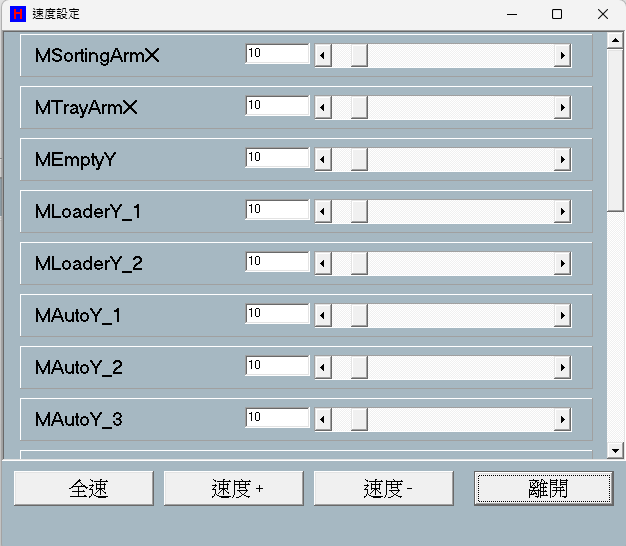 H 速度設定
MSortingArmX 10
MTrayArmX 10
MEmptyY 10
MLoaderY_1 10
MLoaderY_2 10
MAutoY_1 10
MAutoY_2 10
MAutoY_3 10
全速 速度+ 速度- 離開